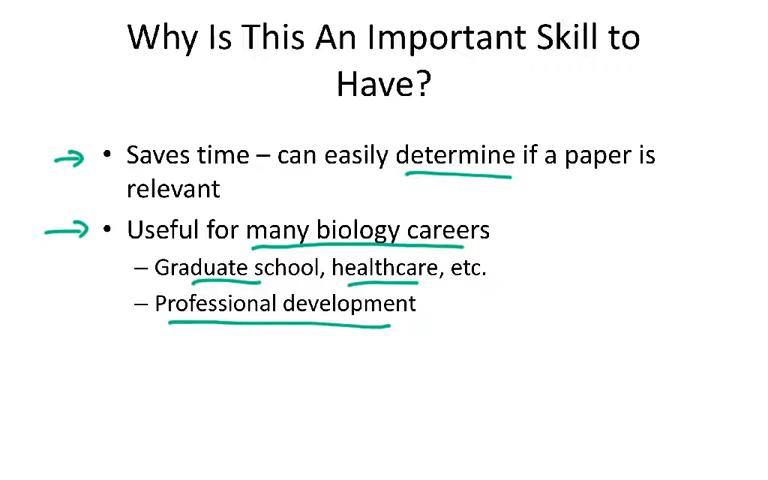 Why Is This An Important Skill to
Have?
• Saves time – can easily determine if a paper is
relevant
• Useful for many biology careers
– Graduate school, healthcare, etc.
– Professional development